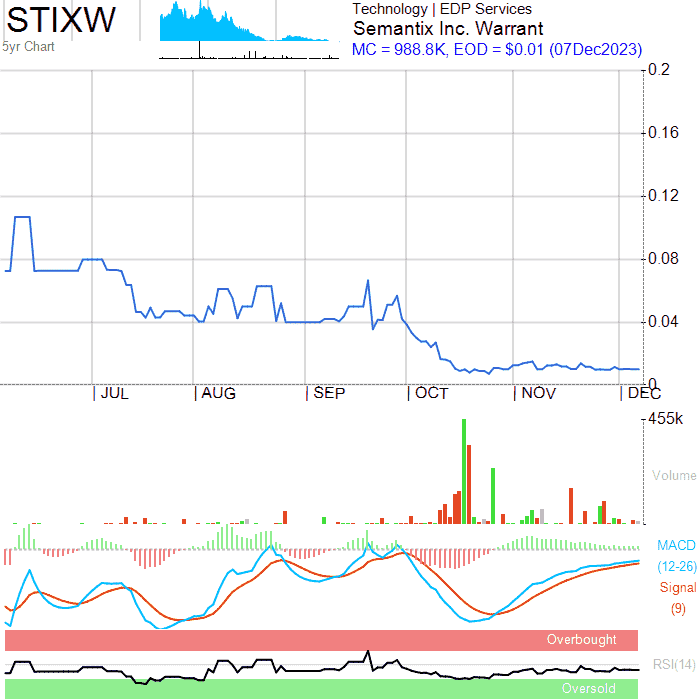 STIXW
5yr Chart
Technology | EDP Services
Semantix Inc. Warrant
MC = 988.8K, EOD = $0.01 (07Dec2023)
0.2
0.16
0.12
0.08
0.04
0
JUL
AUG
SEP
OCT
NOV
DEC
455k
Volume
MACD
(12-26)
Signal
(9)
Overbought
RSI(14)
Oversold